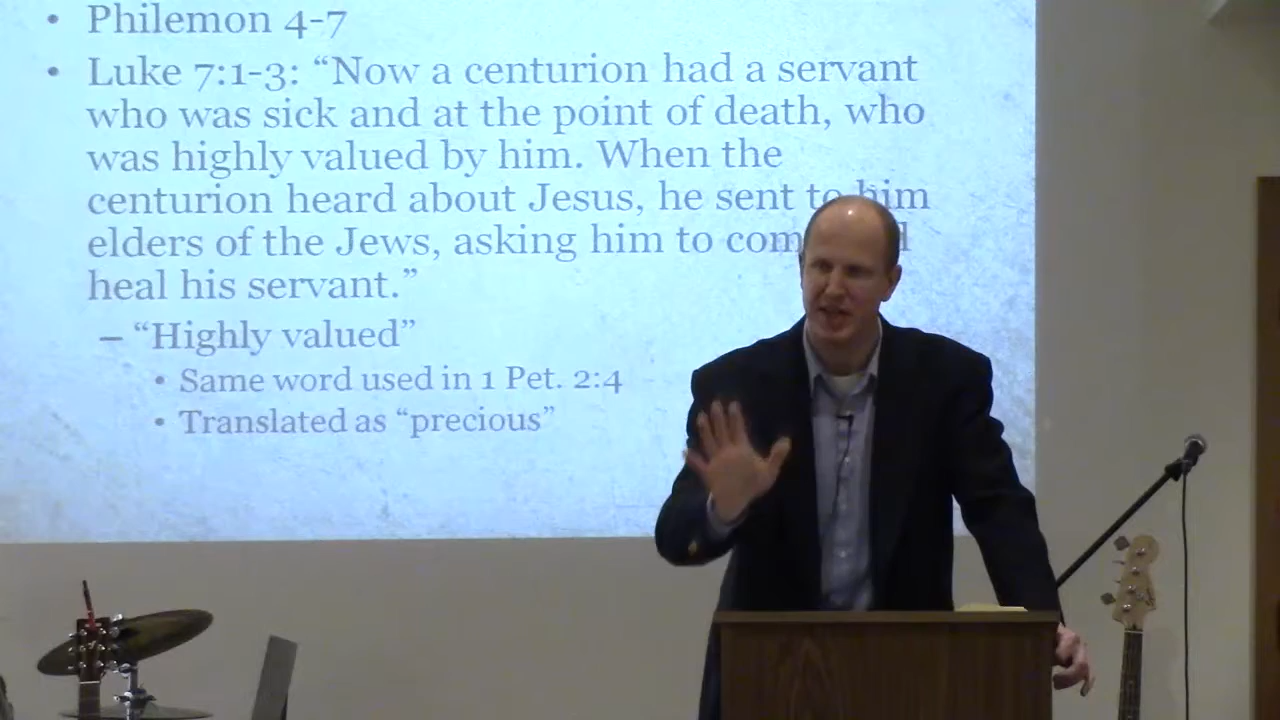 • Philemon 4-7
• Luke 7:1-3: “Now a centurion had a servant
who was sick and at the point of death, who
was highly valued by him. When the
centurion heard about Jesus, he sent to him
elders of the Jews, asking him to com d
heal his servant.”
– “Highly valued”
• Same word used in 1 Pet. 2:4
• Translated as “precious”